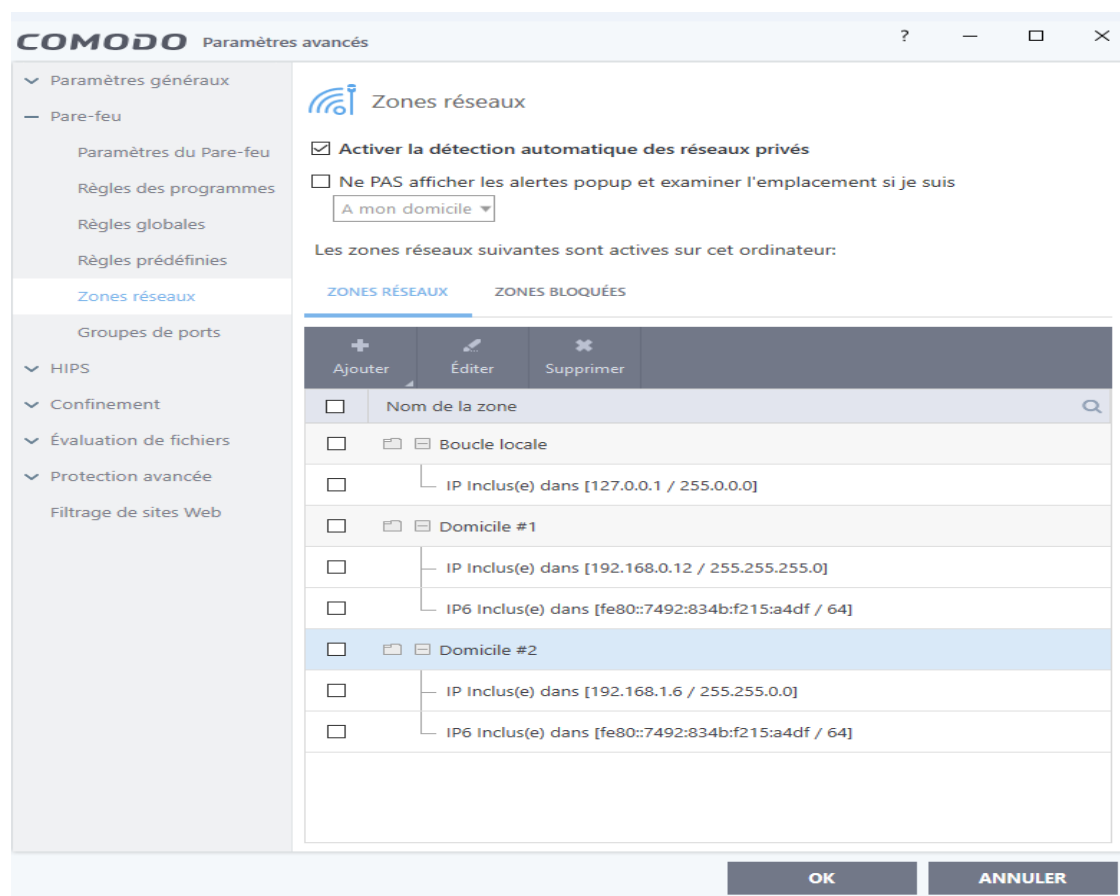 COMODO Paramètres avancés ?
Paramètres généraux
Pare-feu
Paramètres du Pare-feu
Règles des programmes
Règles globales
Règles prédéfinies
Zones réseaux
Groupes de ports
HIPS
Confinement
Évaluation de fichiers
Protection avancée
Filtrage de sites Web
Zones réseaux
Activer la détection automatique des réseaux privés
Ne PAS afficher les alertes popup et examiner l'emplacement si je suis
A mon domicile
Les zones réseaux suivantes sont actives sur cet ordinateur:
ZONES RÉSEAUX ZONES BLOQUÉES
Ajouter Éditer Supprimer
Nom de la zone
Boucle locale
IP Inclus(e) dans [127.0.0.1 / 255.0.0.0]
Domicile #1
IP Inclus(e) dans [192.168.0.12 / 255.255.255.0]
IP6 Inclus(e) dans [fe80::7492:834b:f215:a4df / 64]
Domicile #2
IP Inclus(e) dans [192.168.1.6 / 255.255.0.0]
IP6 Inclus(e) dans [fe80::7492:834b:f215:a4df / 64]
OK ANNULER